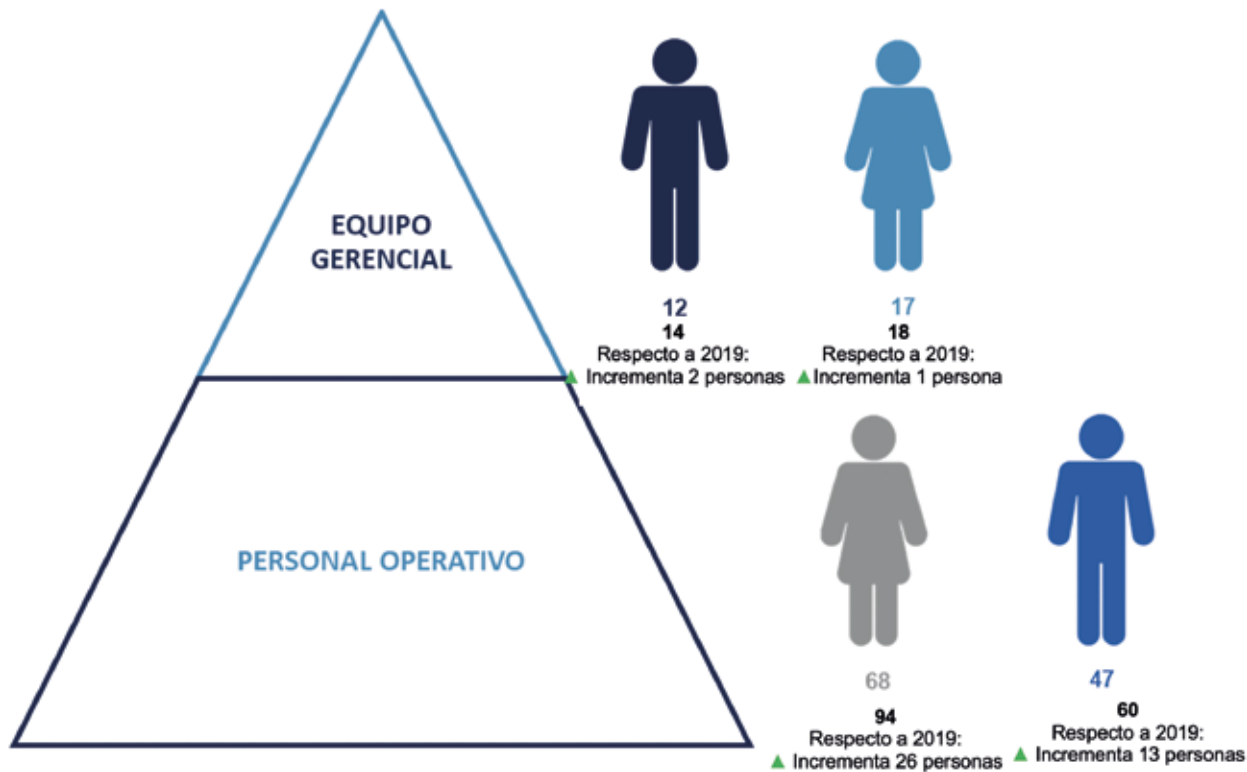 EQUIPO
GERENCIAL
12
14
Respecto a 2019:
▲ Incrementa 2 personas
17
18
Respecto a 2019:
▲Incrementa 1 persona
PERSONAL OPERATIVO
68
94
Respecto a 2019:
▲ Incrementa 26 personas
47
60
Respecto a 2019:
▲ Incrementa 13 personas